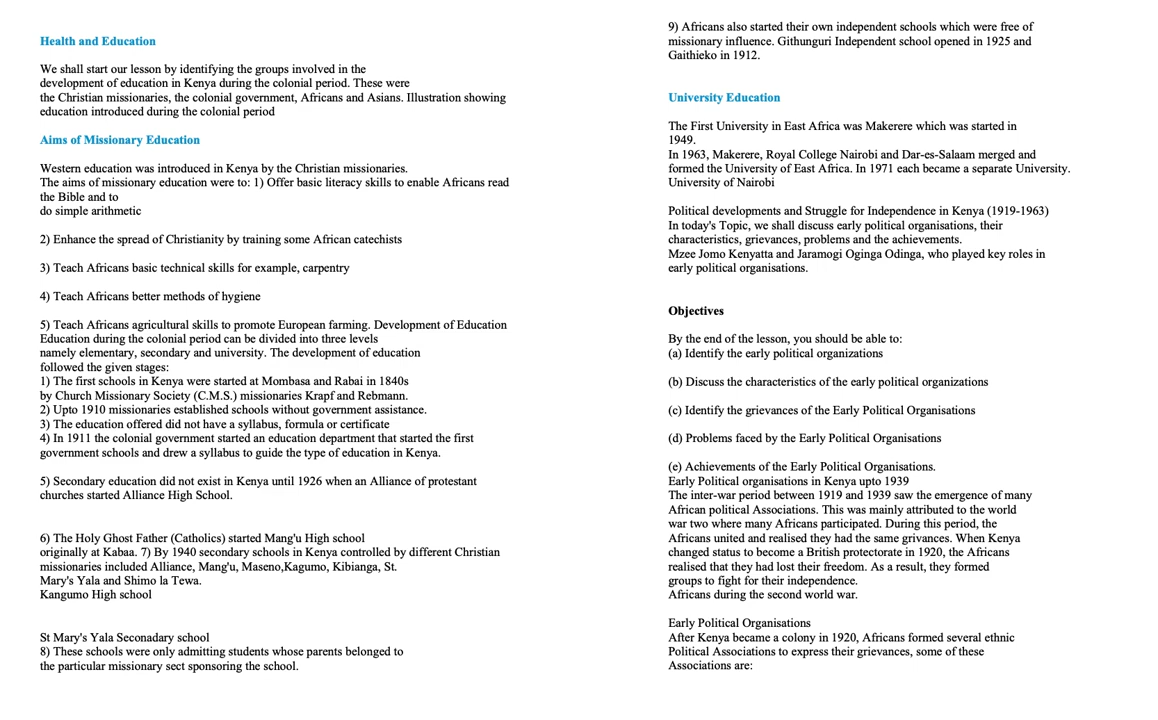 Health and Education
We shall start our lesson by identifying the groups involved in the
development of education in Kenya during the colonial period. These were
the Christian missionaries, the colonial government, Africans and Asians. Illustration showing
education introduced during the colonial period
Aims of Missionary Education
Western education was introduced in Kenya by the Christian missionaries.
The aims of missionary education were to: 1) Offer basic literacy skills to enable Africans read
the Bible and to
do simple arithmetic
2) Enhance the spread of Christianity by training some African catechists
3) Teach Africans basic technical skills for example, carpentry
4) Teach Africans better methods of hygiene
5) Teach Africans agricultural skills to promote European farming. Development of Education
Education during the colonial period can be divided into three levels
namely elementary, secondary and university. The development of education
followed the given stages:
1) The first schools in Kenya were started at Mombasa and Rabai in 1840s
by Church Missionary Society (C.M.S.) missionaries Krapf and Rebmann.
2) Upto 1910 missionaries established schools without government assistance.
3) The education offered did not have a syllabus, formula or certificate
4) In 1911 the colonial government started an education department that started the first
government schools and drew a syllabus to guide the type of education in Kenya.
5) Secondary education did not exist in Kenya until 1926 when an Alliance of protestant
churches started Alliance High School.
6) The Holy Ghost Father (Catholics) started Mang'u High school
originally at Kabaa. 7) By 1940 secondary schools in Kenya controlled by different Christian
missionaries included Alliance, Mang'u, Maseno,Kagumo, Kibianga, St.
Mary's Yala and Shimo la Tewa.
Kangumo High school
St Mary's Yala Seconadary school
8) These schools were only admitting students whose parents belonged to
the particular missionary sect sponsoring the school.
9) Africans also started their own independent schools which were free of
missionary influence. Githunguri Independent school opened in 1925 and
Gaithieko in 1912.
University Education
The First University in East Africa was Makerere which was started in
1949.
In 1963, Makerere, Royal College Nairobi and Dar-es-Salaam merged and
formed the University of East Africa. In 1971 each became a separate University.
University of Nairobi
Political developments and Struggle for Independence in Kenya (1919-1963)
In today's Topic, we shall discuss early political organisations, their
characteristics, grievances, problems and the achievements.
Mzee Jomo Kenyatta and Jaramogi Oginga Odinga, who played key roles in
early political organisations.
Objectives
By the end of the lesson, you should be able to:
(a) Identify the early political organizations
(b) Discuss the characteristics of the early political organizations
(c) Identify the grievances of the Early Political Organisations
(d) Problems faced by the Early Political Organisations
(e) Achievements of the Early Political Organisations.
Early Political organisations in Kenya upto 1939
The inter-war period between 1919 and 1939 saw the emergence of many
African political Associations. This was mainly attributed to the world
war two where many Africans participated. During this period, the
Africans united and realised they had the same grivances. When Kenya
changed status to become a British protectorate in 1920, the Africans
realised that they had lost their freedom. As a result, they formed
groups to fight for their independence.
Africans during the second world war.
Early Political Organisations
After Kenya became a colony in 1920, Africans formed several ethnic
Political Associations to express their grievances, some of these
Associations are: